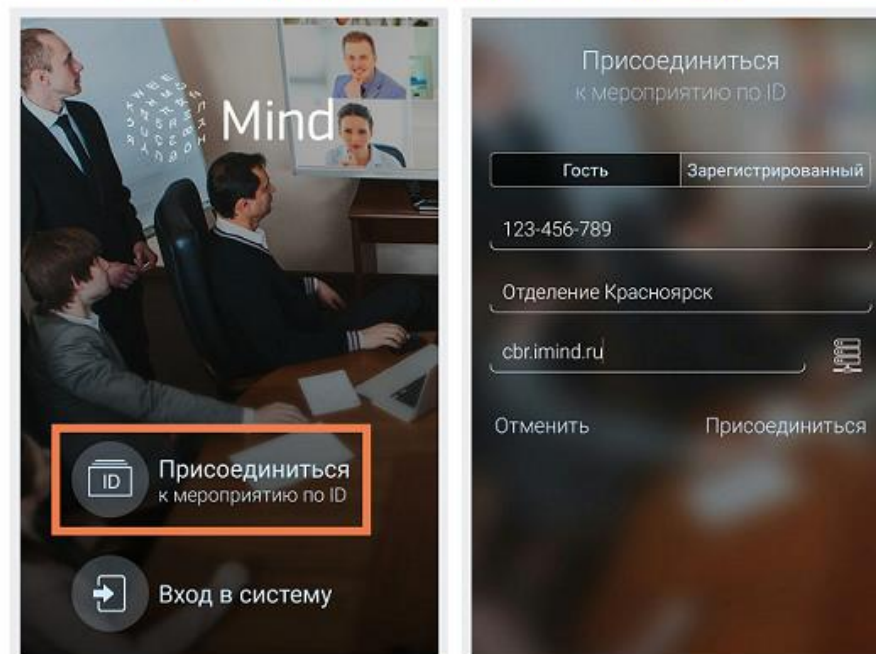 Mind
ID
Присоединиться
к мероприятию по ID
Вход в систему
Присоединиться
к мероприятию по ID
Гость
Зарегистрированный
123-456-789
Отделение Красноярск
cbr.imind.ru
Отменить
Присоединиться